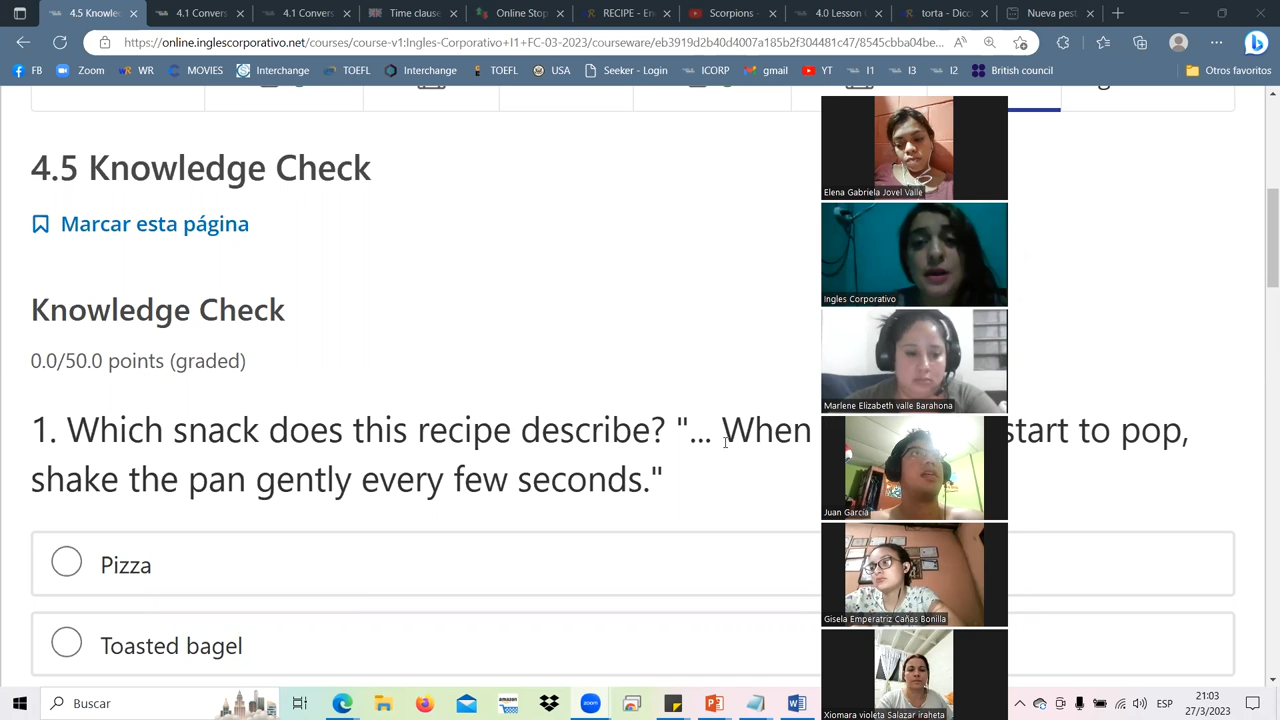 4.5 Knowledge
4.1 Convers
4.1 Gram
Time clause
Online Stop
RECIPE - En
Scorpions
4.0 Lesson
torta - Dicc
Nueva pest
https://online.inglescorporativo.net/courses/course-v1:Ingles-Corporativo+I1+FC-03-2023/courseware/eb3919d2b40d4007a185b2f304481c47/8545cbba04be...
FB Zoom WR MOVIES Interchange TOEFL Interchange TOEFL USA Seeker - Login ICORP gmail YT I1 I3 I2 British council Otros favoritos
4.5 Knowledge Check
Marcar esta página
Knowledge Check
0.0/50.0 points (graded)
1. Which snack does this recipe describe? "... When start to pop,
shake the pan gently every few seconds."
Pizza
Toasted bagel
Elena Gabriela Jovel Valle
Ingles Corporativo
Marlene Elizabeth valle Barahona
Juan García
Gisela Emperatriz Cañas Bonilla
Xiomara violeta Salazar iraheta
Buscar
amazon
zoom
ESP
21:03
27/3/2023